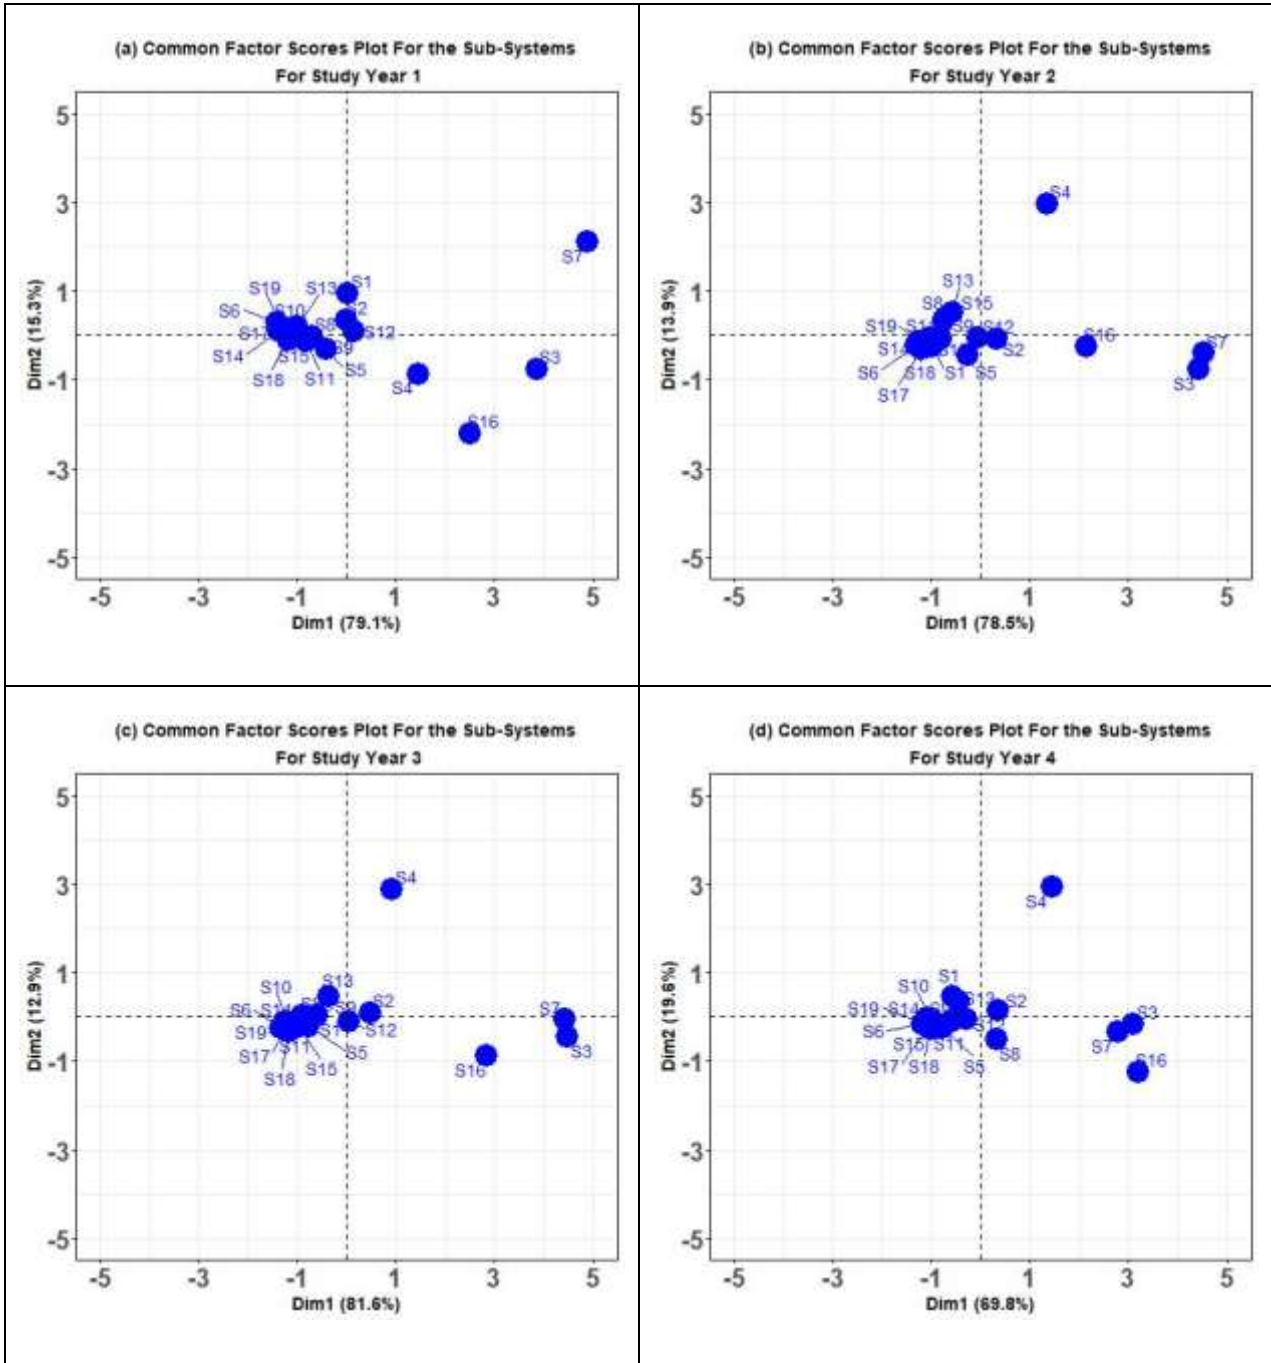 (a) Common Factor Scores Plot For the Sub-Systems
For Study Year 1
5
3
1
-1
-3
-5
Dim2 (15.3%)
S7
S19
S13
S1
S6
S10
S2
S17
S8
S12
S14
S15
S9
S18
S11
S5
S4
S3
S16
-5 -3 -1 1 3 5
Dim1 (79.1%)
(b) Common Factor Scores Plot For the Sub-Systems
For Study Year 2
5
3
1
-1
-3
-5
Dim2 (13.9%)
S4
S13
S8
S15
S19
S9
S12
S16
S7
S14
S2
S6
S18
S1
S5
S3
S17
-5 -3 -1 1 3 5
Dim1 (78.5%)
(c) Common Factor Scores Plot For the Sub-Systems
For Study Year 3
5
3
1
-1
-3
-5
Dim2 (12.9%)
S4
S10
S13
S6
S2
S7
S19
S12
S17
S11
S5
S3
S18
S15
S16
-5 -3 -1 1 3 5
Dim1 (81.6%)
(d) Common Factor Scores Plot For the Sub-Systems
For Study Year 4
5
3
1
-1
-3
-5
Dim2 (19.6%)
S4
S1
S10
S13
S2
S19
S14
S3
S6
S15
S11
S8
S7
S17
S18
S5
S16
-5 -3 -1 1 3 5
Dim1 (69.8%)